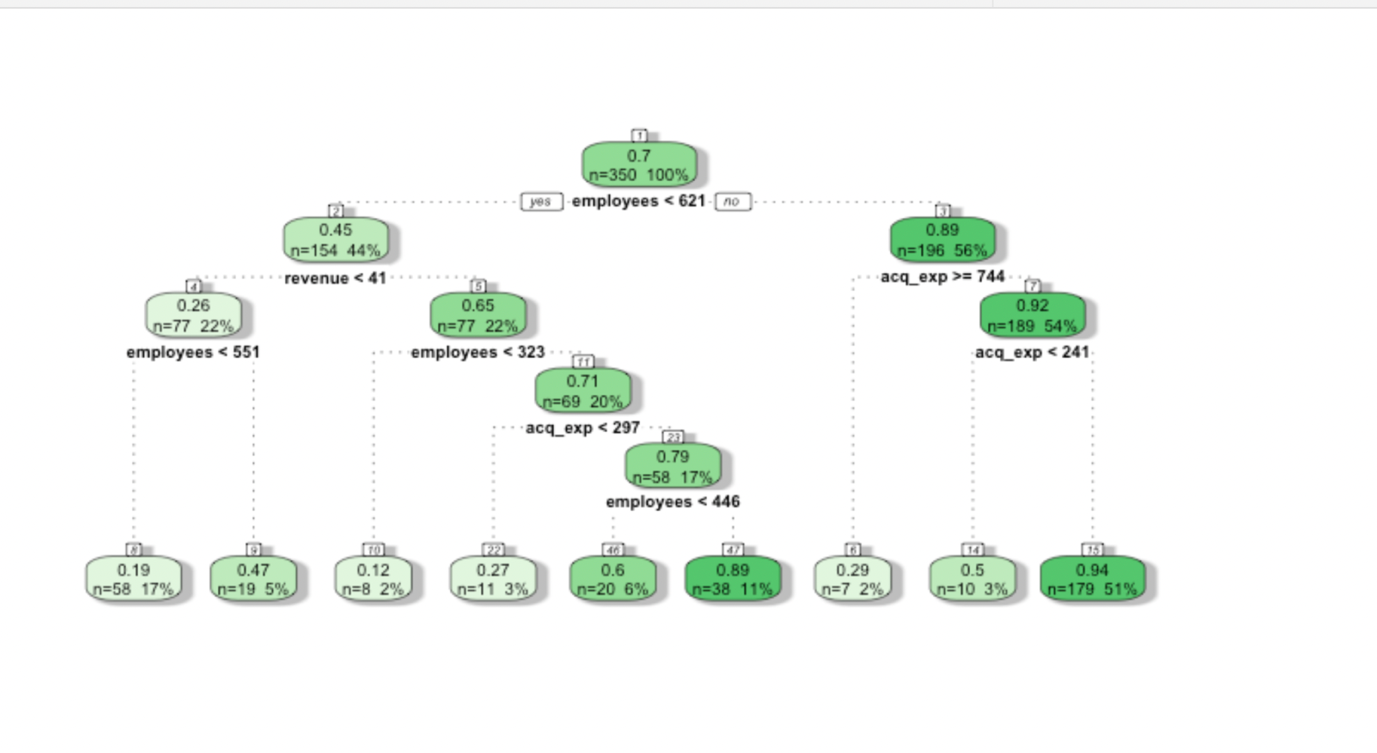 1
0.7
n=350 100%
yes employees < 621 no
2
0.45
n=154 44%
3
0.89
n=196 56%
revenue < 41
acq_exp >= 744
4
0.26
n=77 22%
5
0.65
n=77 22%
7
0.92
n=189 54%
employees < 551
employees < 323
acq_exp < 241
11
0.71
n=69 20%
acq_exp < 297
23
0.79
n=58 17%
employees < 446
8
0.19
n=58 17%
9
0.47
n=19 5%
10
0.12
n=8 2%
22
0.27
n=11 3%
46
0.6
n=20 6%
47
0.89
n=38 11%
6
0.29
n=7 2%
14
0.5
n=10 3%
15
0.94
n=179 51%